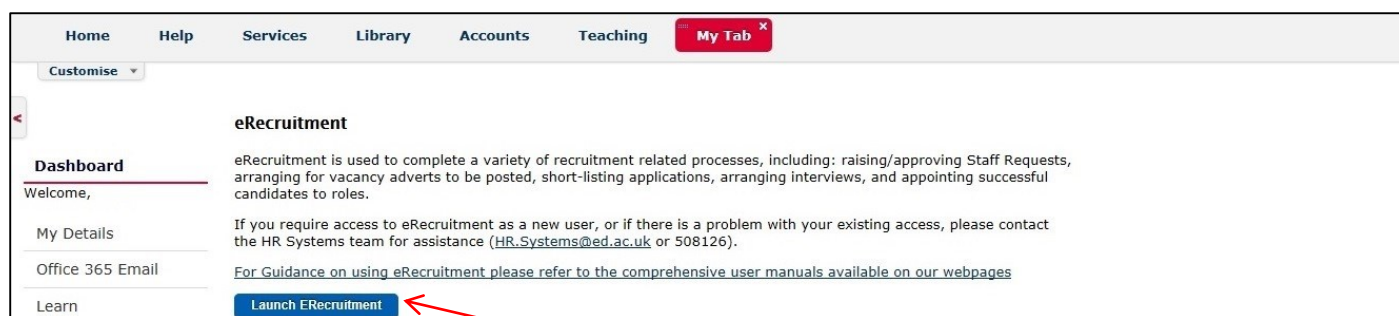 Home Help Services Library Accounts Teaching My Tab x
Customise
<
Dashboard
Welcome,
My Details
Office 365 Email
Learn
eRecruitment
eRecruitment is used to complete a variety of recruitment related processes, including: raising/approving Staff Requests,
arranging for vacancy adverts to be posted, short-listing applications, arranging interviews, and appointing successful
candidates to roles.
If you require access to eRecruitment as a new user, or if there is a problem with your existing access, please contact
the HR Systems team for assistance (HR.Systems@ed.ac.uk or 508126).
For Guidance on using eRecruitment please refer to the comprehensive user manuals available on our webpages
Launch ERecruitment